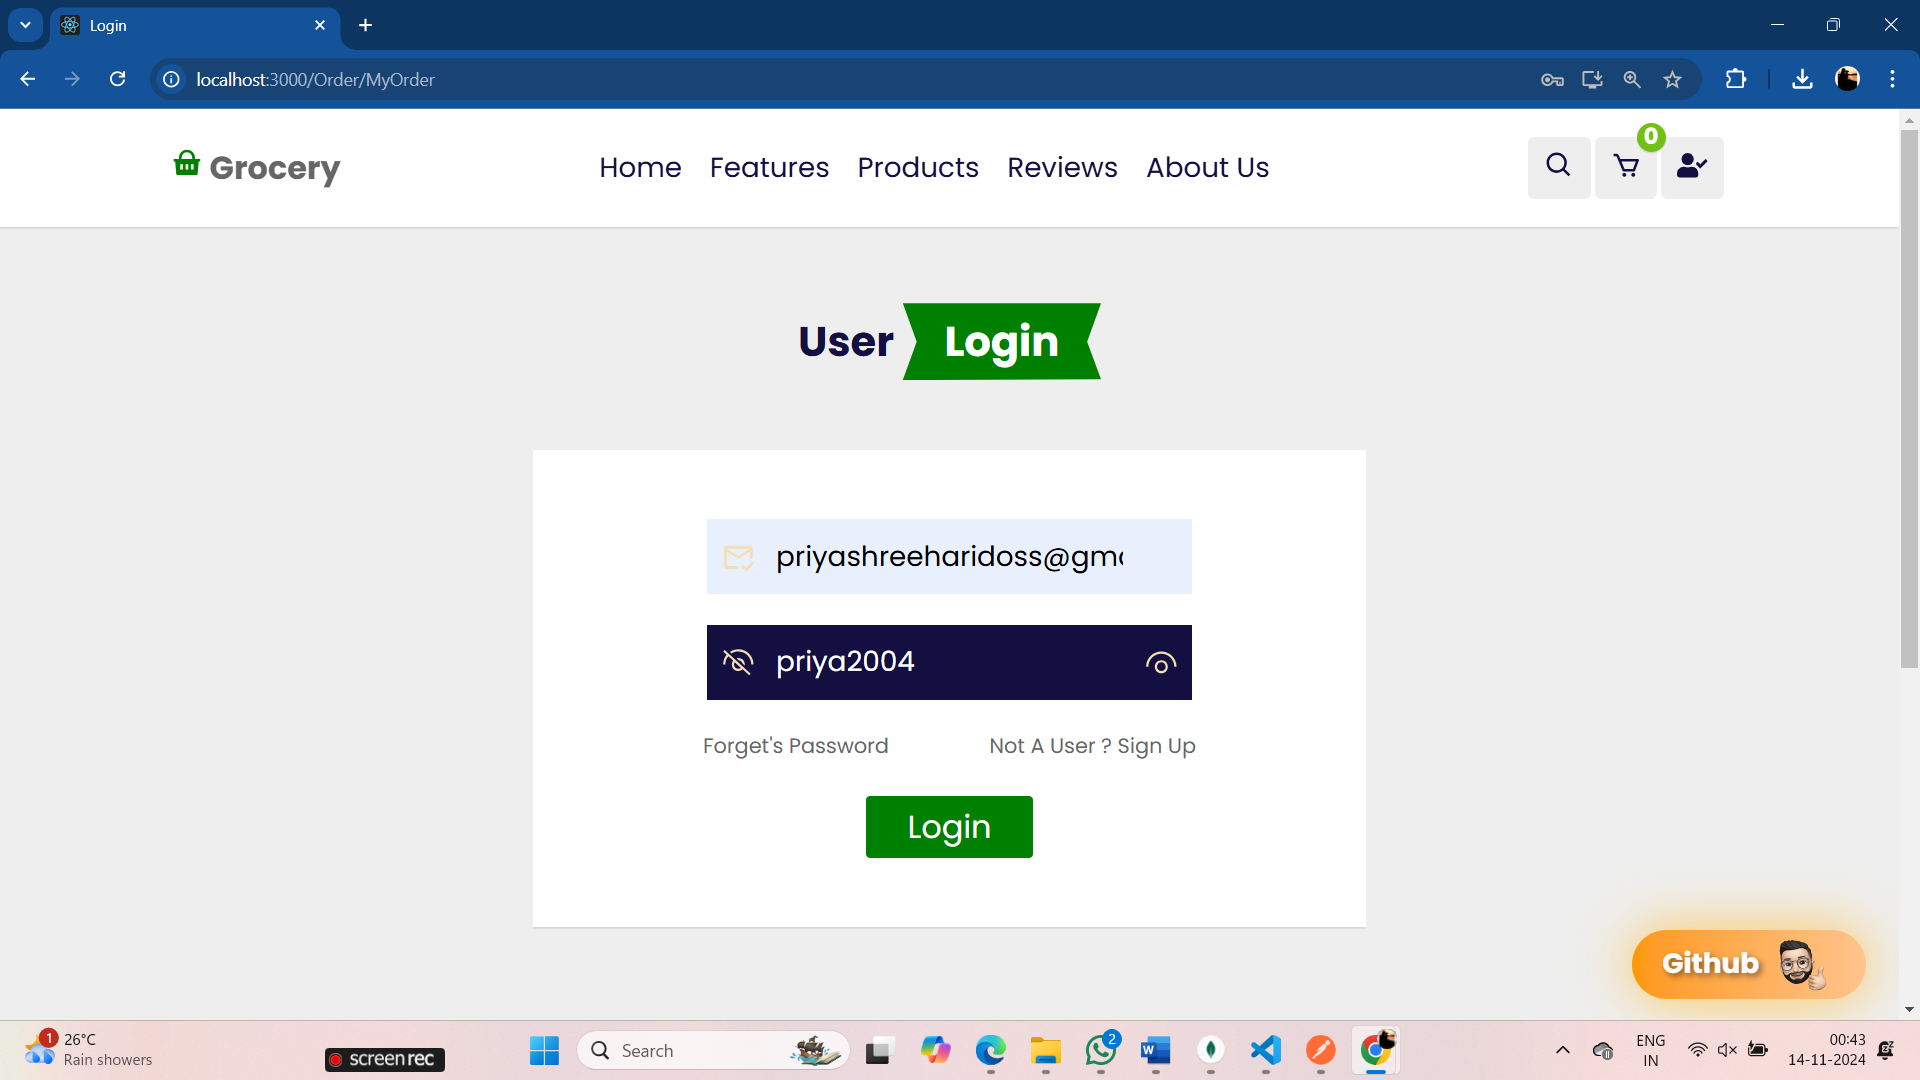 Login
localhost:3000/Order/MyOrder
Grocery
Home Features Products Reviews About Us
0
User Login
priyashreeharidoss@gm
priya2004
Forget's Password Not A User ? Sign Up
Login
Github
1 26°C
Rain showers
screenrec
Search
2
ENG
IN
00:43
14-11-2024